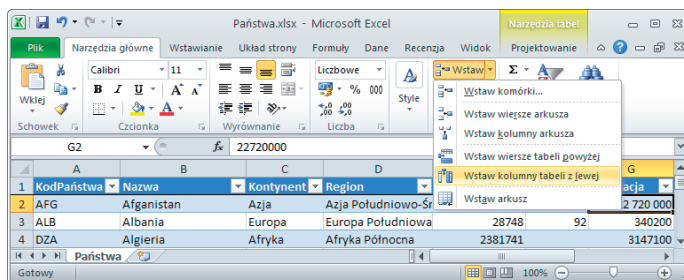 Państwa.xlsx - Microsoft Excel Narzędzia tabel
Plik Narzędzia główne Wstawianie Układ strony Formuły Dane Recenzja Widok Projektowanie
Wklej Calibri 11 Liczbowe Style Wstaw Σ
B I U A A % 000
A ,00 ,0
Schowek Czcionka Wyrównanie Liczba
Wstaw komórki...
Wstaw wiersze arkusza
Wstaw kolumny arkusza
Wstaw wiersze tabeli powyżej
Wstaw kolumny tabeli z lewej
Wstaw arkusz
G2 fx 22720000
A B C D G
1 KodPaństwa Nazwa Kontynent Region acja
2 AFG Afganistan Azja Azja Południowo-Śr 2 720 000
3 ALB Albania Europa Europa Południowa 28748 92 340200
4 DZA Algieria Afryka Afryka Północna 2381741 3147100
Państwa
Gotowy 100%